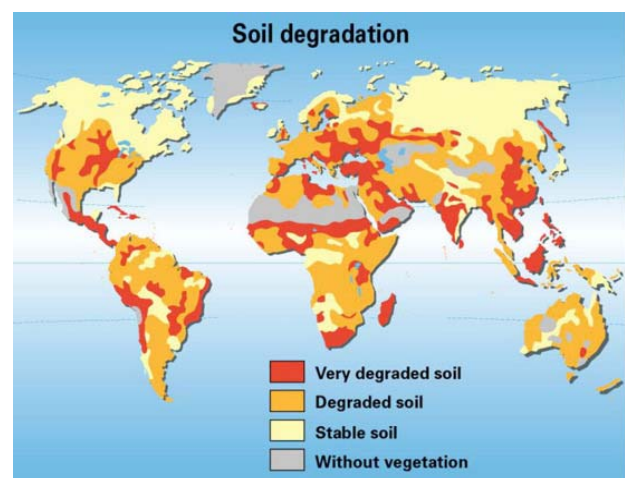 Soil degradation
Very degraded soil
Degraded soil
Stable soil
Without vegetation